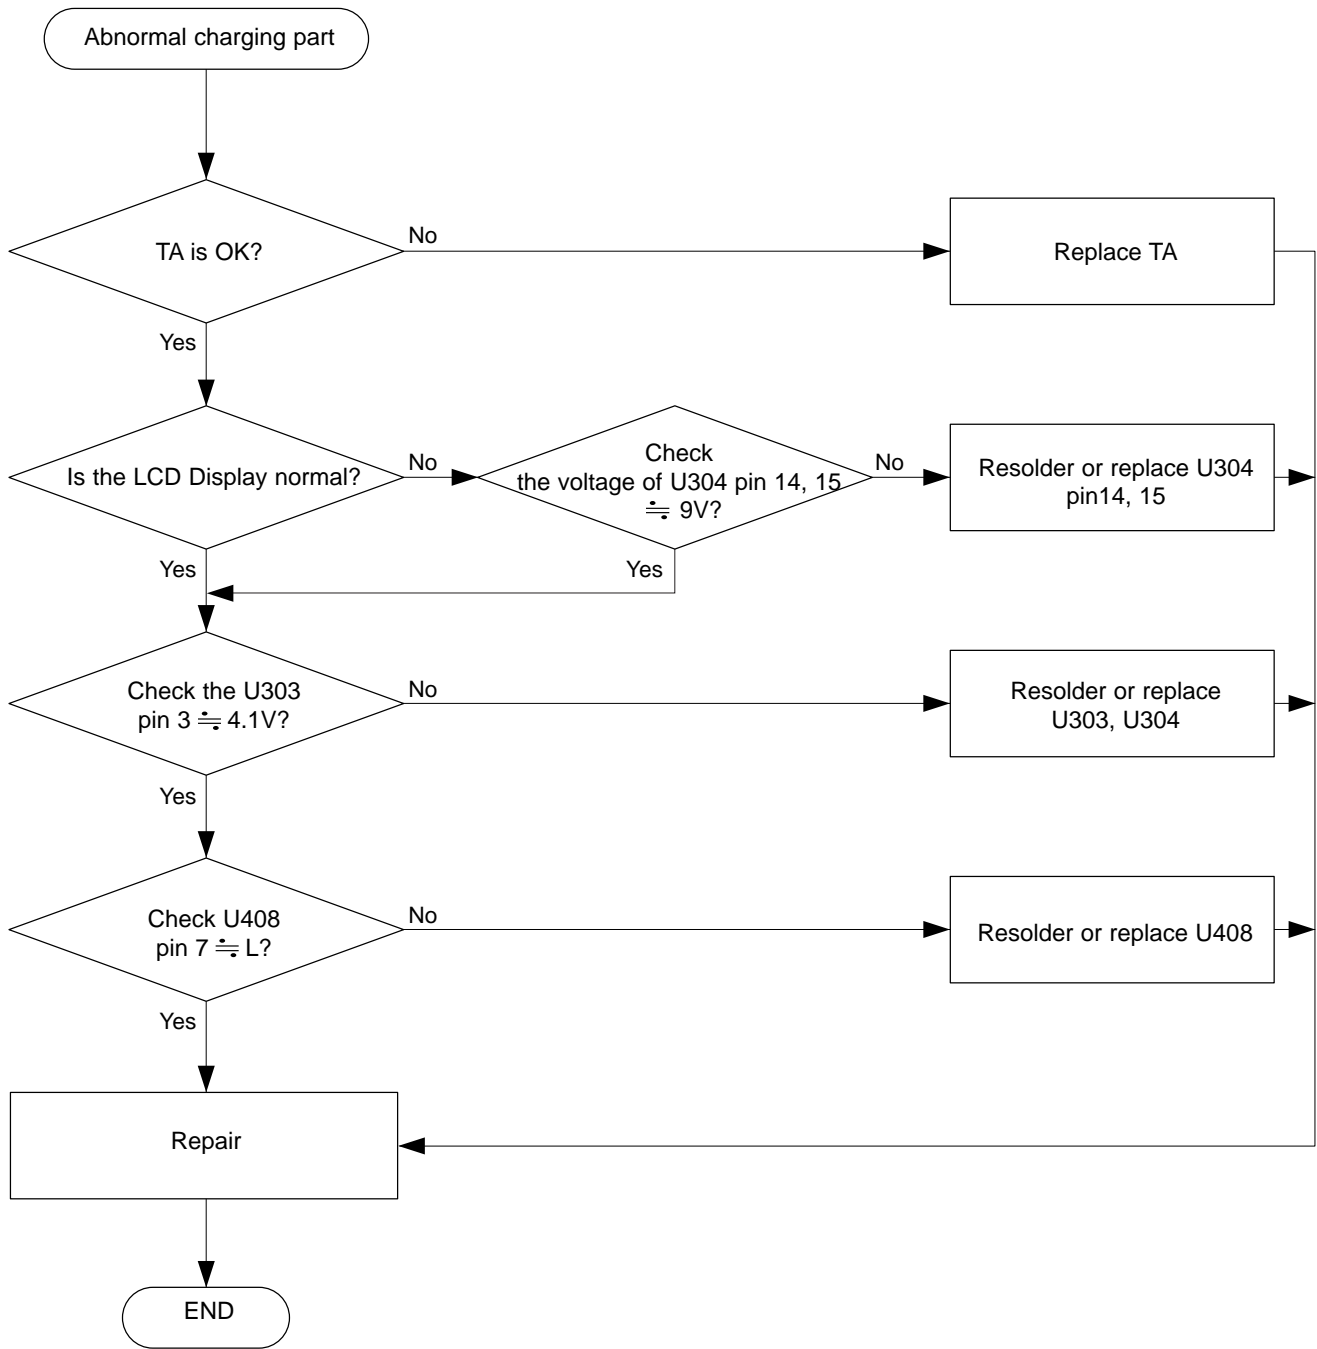 Abnormal charging part
TA is OK?
No
Replace TA
Yes
Is the LCD Display normal?
No
Check
the voltage of U304 pin 14, 15
≒ 9V?
No
Resolder or replace U304
pin14, 15
Yes
Yes
Check the U303
pin 3 ≒ 4.1V?
No
Resolder or replace
U303, U304
Yes
Check U408
pin 7 ≒ L?
No
Resolder or replace U408
Yes
Repair
END